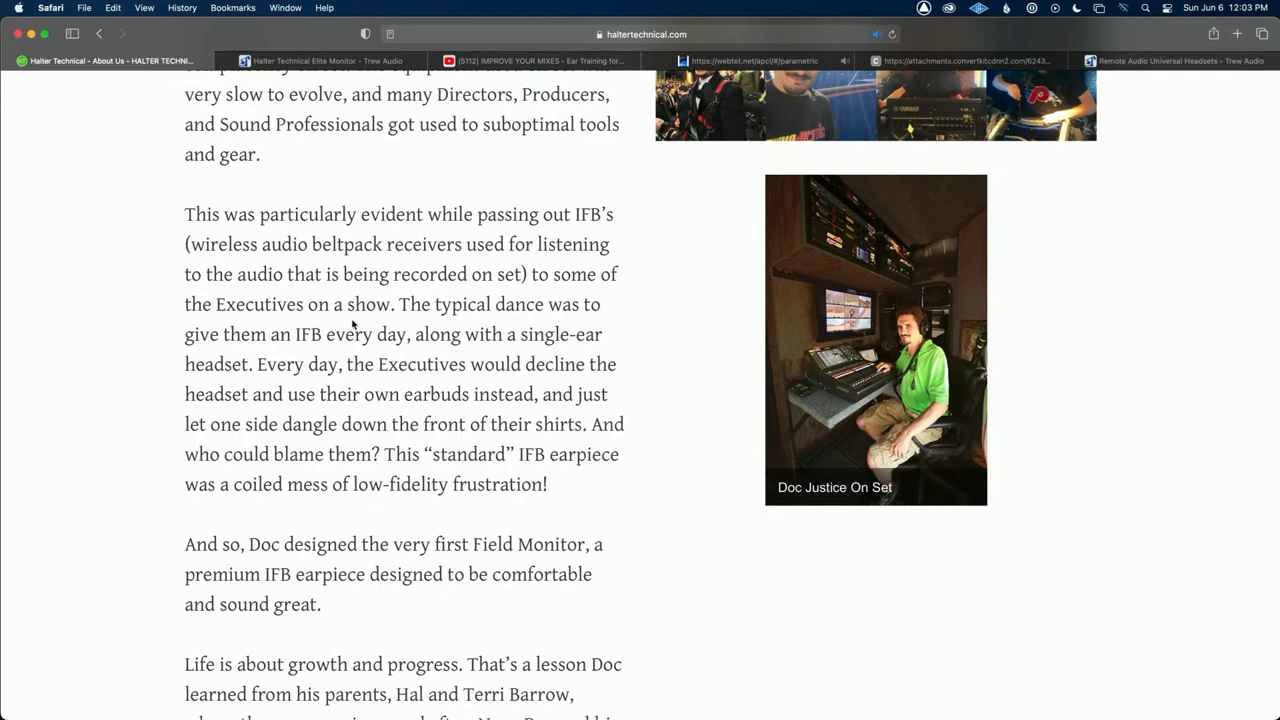 Safari File Edit View History Bookmarks Window Help
Sun Jun 6 12:03 PM
haltertechnical.com
Halter Technical - About Us - HALTER TECHNI...
Halter Technical Elite Monitor - Trew Audio
(5112) IMPROVE YOUR MIXES - Ear Training for...
https://webtet.net/apcl/#/parametric
https://attachments.convertkitcdnn2.com/6243...
Remote Audio Universal Headsets - Trew Audio
very slow to evolve, and many Directors, Producers,
and Sound Professionals got used to suboptimal tools
and gear.
This was particularly evident while passing out IFB’s
(wireless audio beltpack receivers used for listening
to the audio that is being recorded on set) to some of
the Executives on a show. The typical dance was to
give them an IFB every day, along with a single-ear
headset. Every day, the Executives would decline the
headset and use their own earbuds instead, and just
let one side dangle down the front of their shirts. And
who could blame them? This “standard” IFB earpiece
was a coiled mess of low-fidelity frustration!
And so, Doc designed the very first Field Monitor, a
premium IFB earpiece designed to be comfortable
and sound great.
Life is about growth and progress. That’s a lesson Doc
learned from his parents, Hal and Terri Barrow,
YAMAHA
Doc Justice On Set